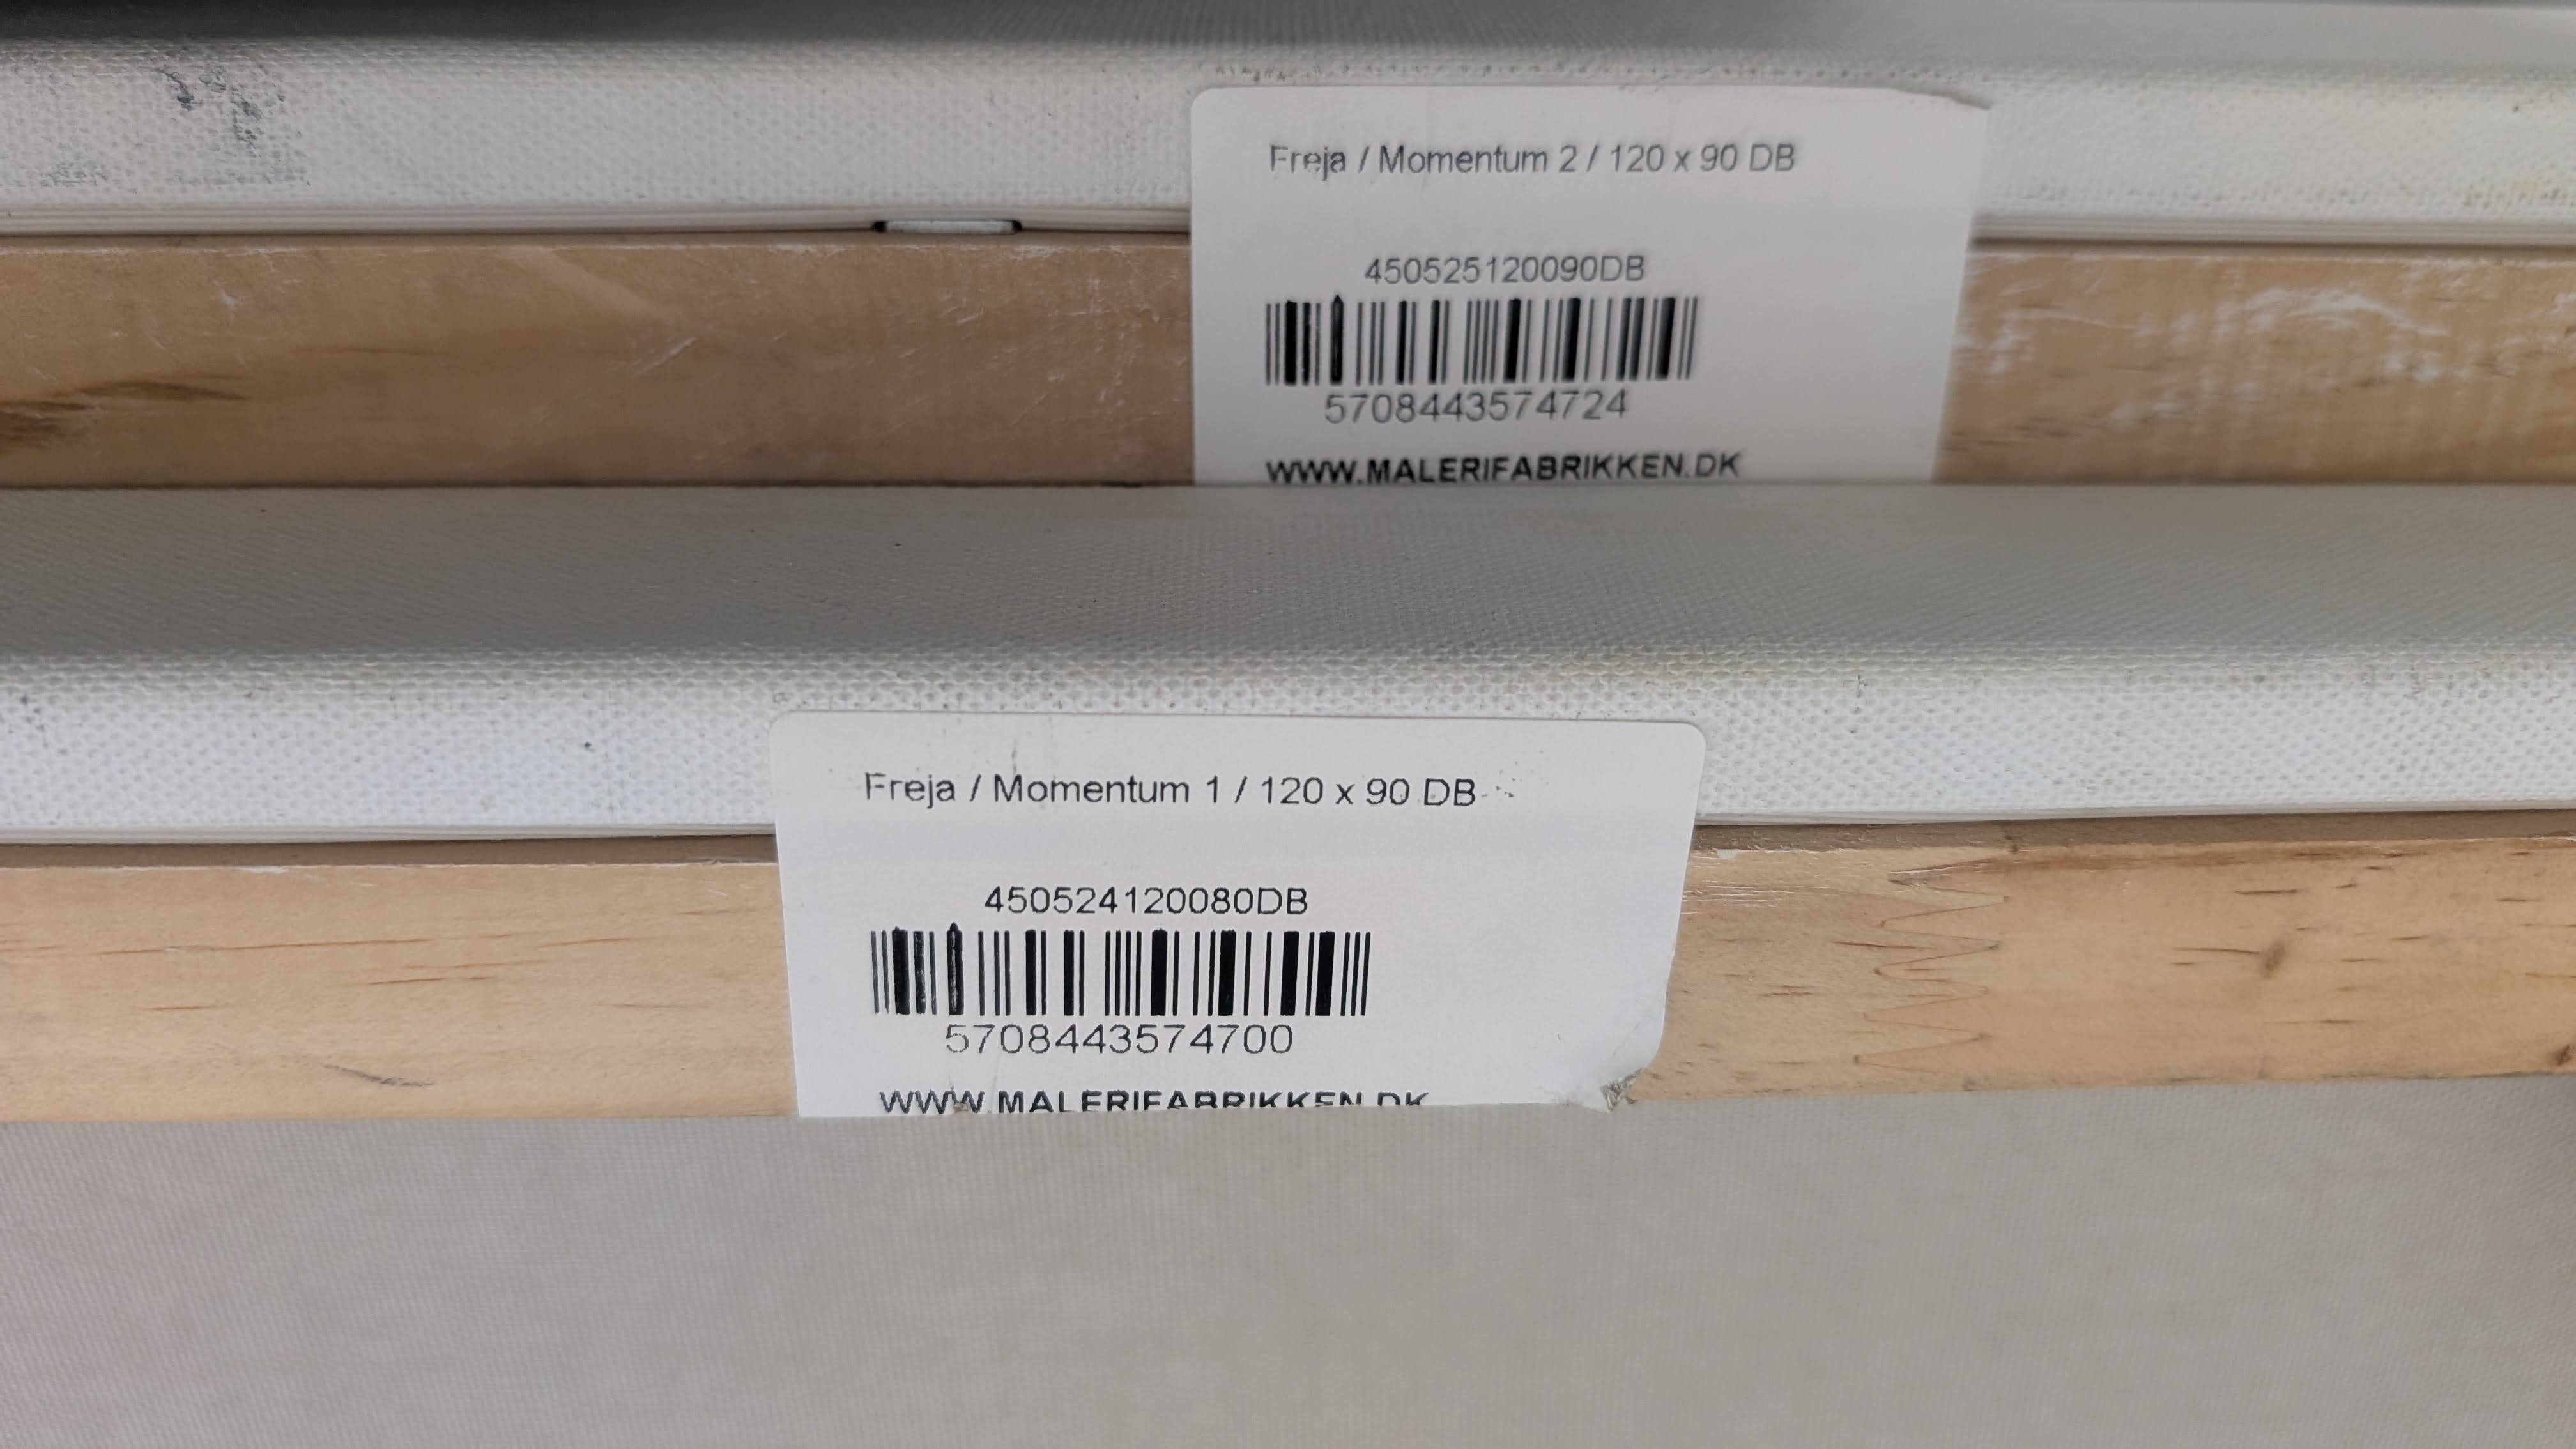 Freja / Momentum 2 / 120 x 90 DB
450525120090DB
5708443574724
WWW.MALERIFABRIKKEN.DK
Freja / Momentum 1 / 120 x 90 DB
450524120080DB
5708443574700
WWW.MALERIFABRIKKEN.DK